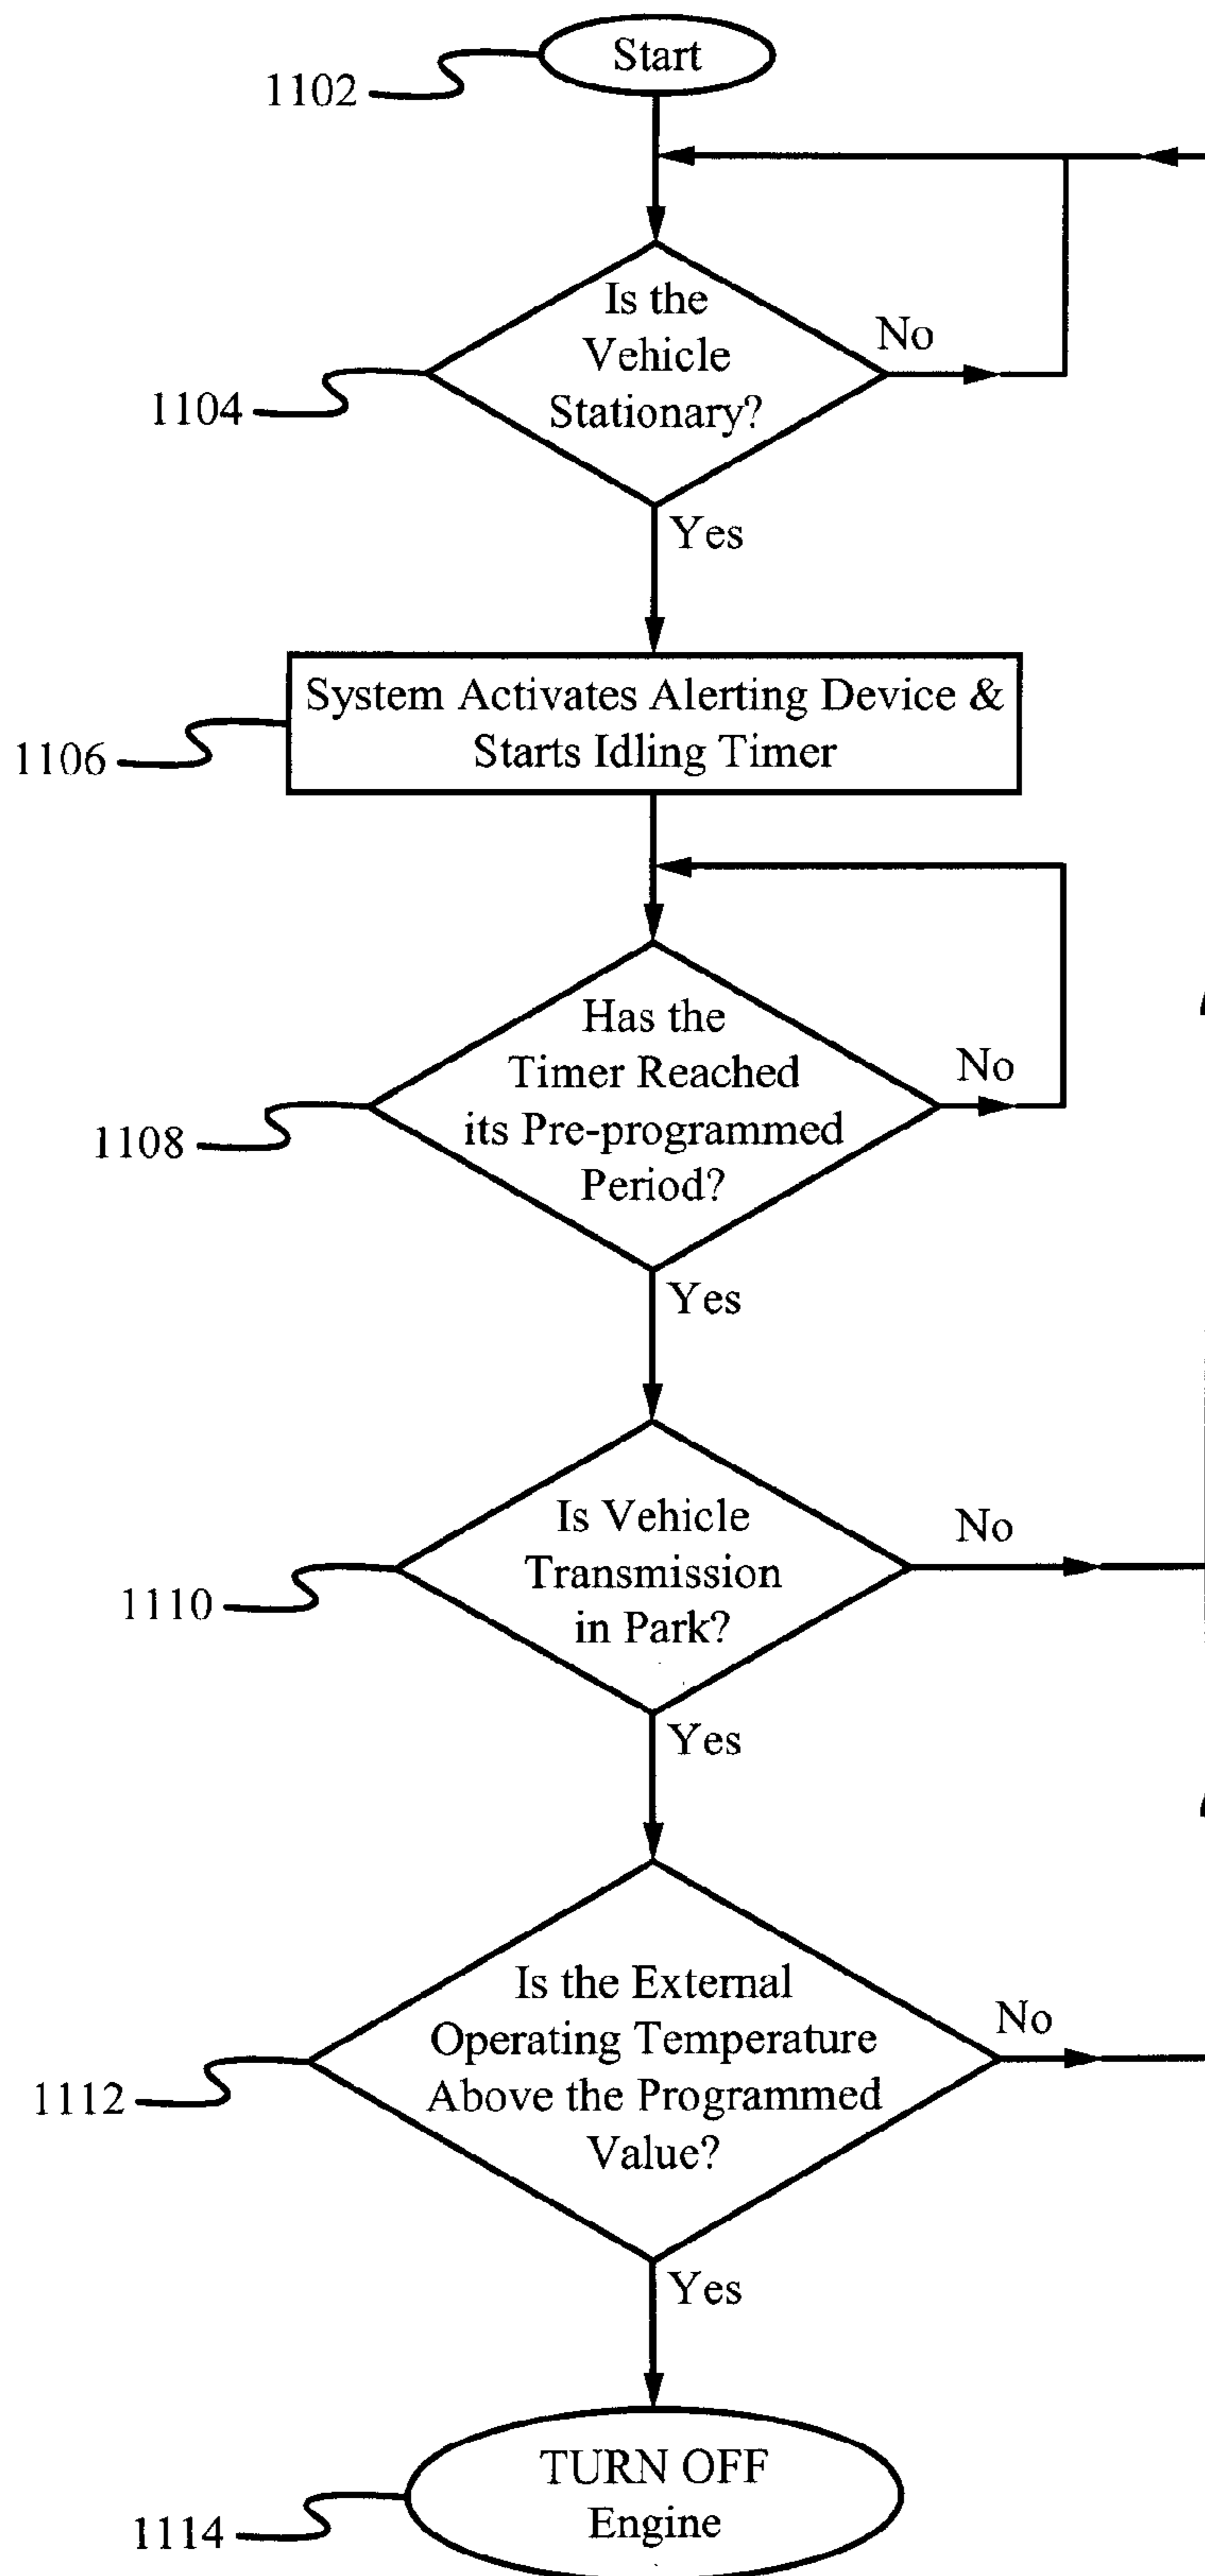 Start
1102
Is the
Vehicle
Stationary?
No
1104
Yes
System Activates Alerting Device &
Starts Idling Timer
1106
Has the
Timer Reached
its Pre-programmed
Period?
No
1108
Yes
Is Vehicle
Transmission
in Park?
No
1110
Yes
Is the External
Operating Temperature
Above the Programmed
Value?
No
1112
Yes
TURN OFF
Engine
1114